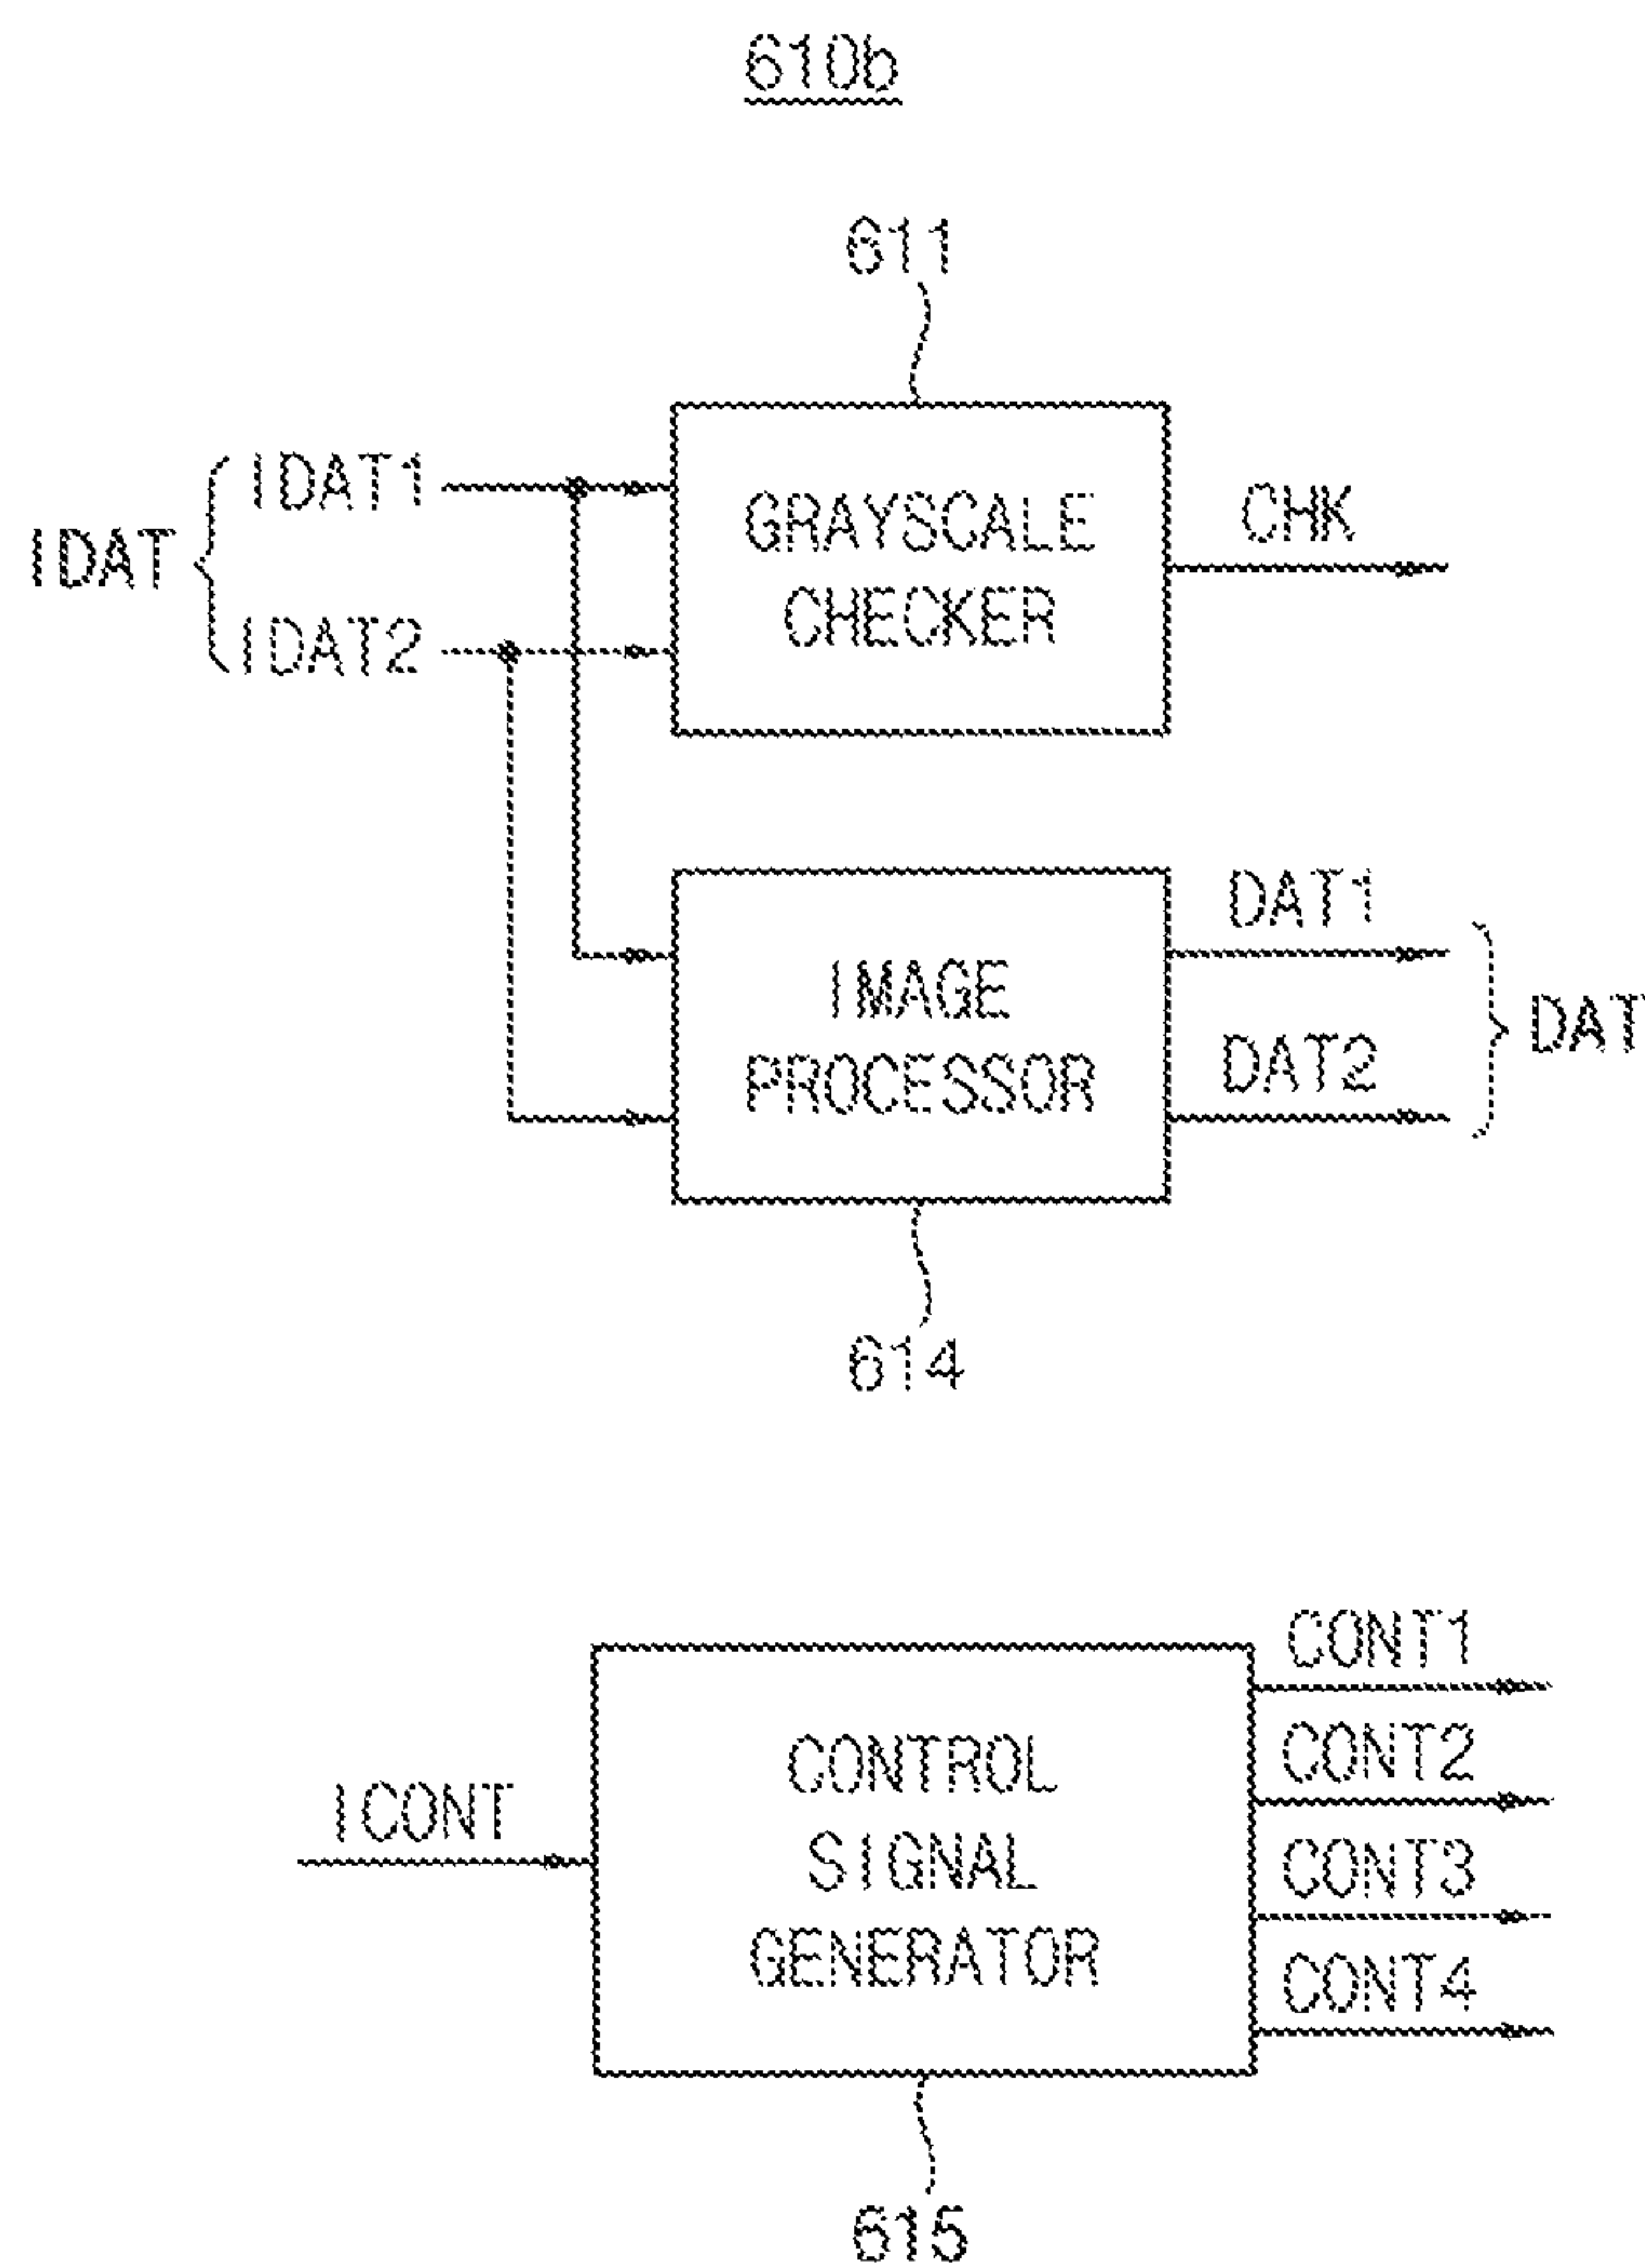 610b
611
IDAT1
IDAT
IDAT2
GRAYSCALE
CHECKER
CHK
IMAGE
PROCESSOR
DAT1
DAT2
DAT
614
ICONT
CONTROL
SIGNAL
GENERATOR
CONT1
CONT2
CONT3
CONT4
615